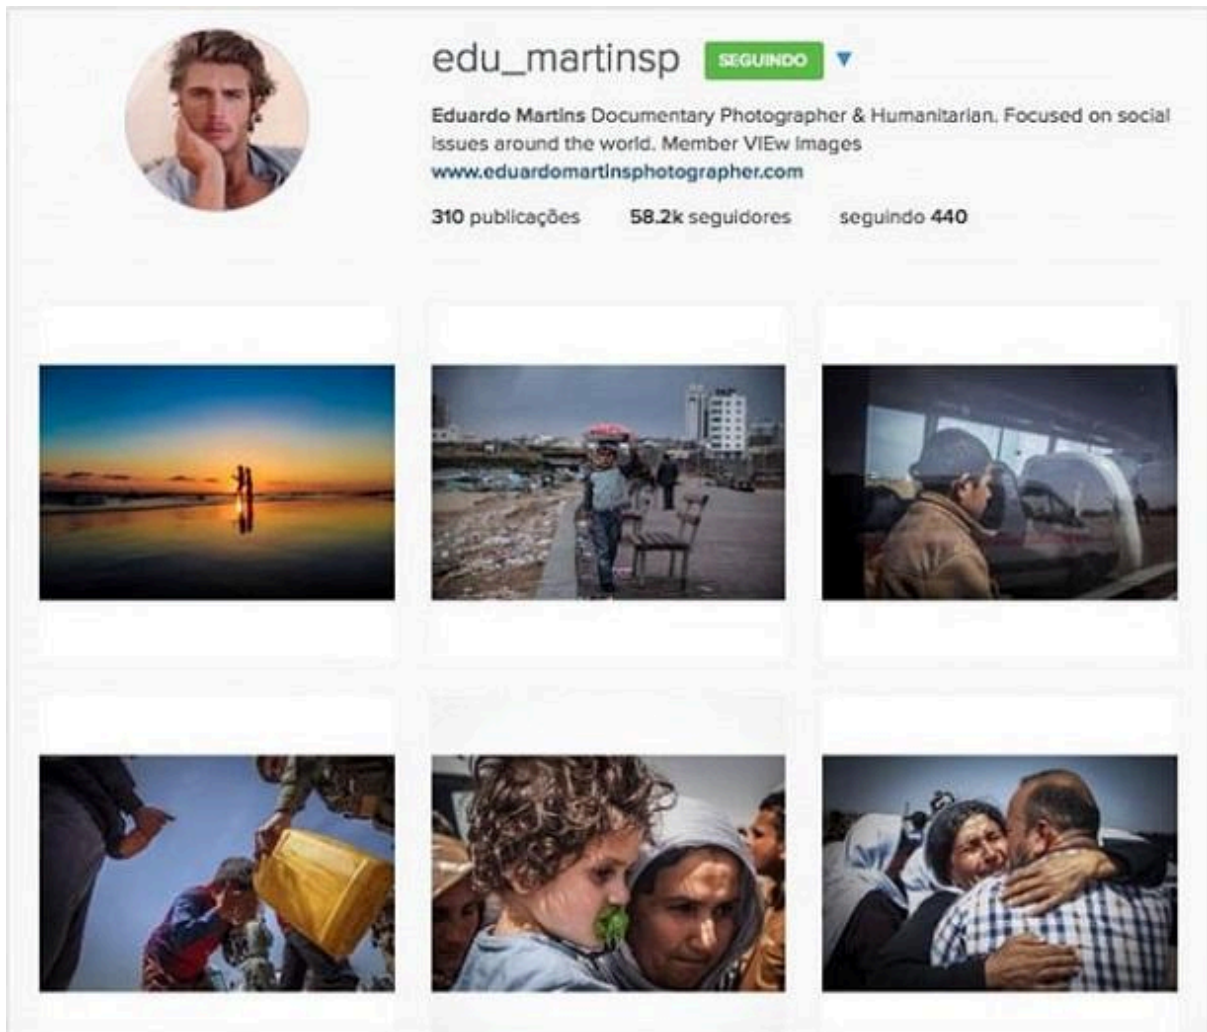 edu_martinsp SEGUINDO
Eduardo Martins Documentary Photographer & Humanitarian. Focused on social
issues around the world. Member VIEw Images
www.eduardomartinsphotographer.com
310 publicações 58.2k seguidores seguindo 440